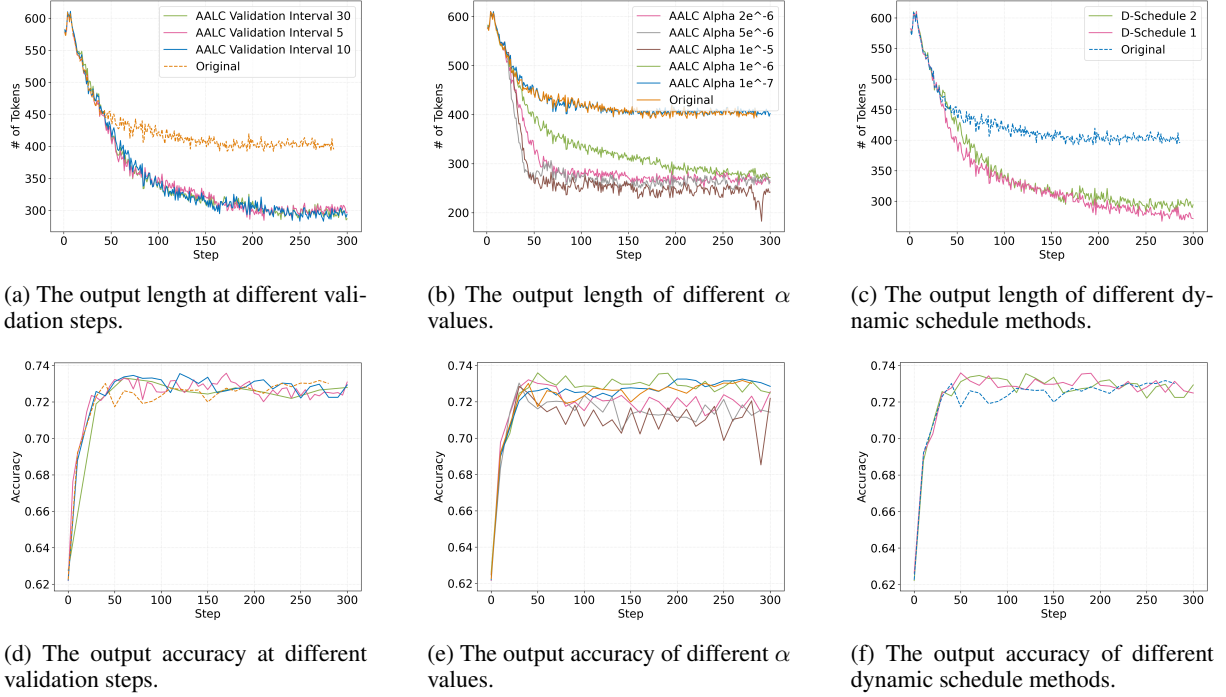 600
550
500
450
400
350
300
# of Tokens
0
50
100
150
200
250
300
Step
AALC Validation Interval 30
AALC Validation Interval 5
AALC Validation Interval 10
Original
(a) The output length at different vali-
dation steps.
600
500
400
300
200
# of Tokens
0
50
100
150
200
250
300
Step
AALC Alpha 2e^-6
AALC Alpha 5e^-6
AALC Alpha 1e^-5
AALC Alpha 1e^-6
AALC Alpha 1e^-7
Original
(b) The output length of different α
values.
600
550
500
450
400
350
300
# of Tokens
0
50
100
150
200
250
300
Step
D-Schedule 2
D-Schedule 1
Original
(c) The output length of different dy-
namic schedule methods.
0.74
0.72
0.70
0.68
0.66
0.64
0.62
Accuracy
0
50
100
150
200
250
300
Step
(d) The output accuracy at different
validation steps.
0.74
0.72
0.70
0.68
0.66
0.64
0.62
Accuracy
0
50
100
150
200
250
300
Step
(e) The output accuracy of different α
values.
0.74
0.72
0.70
0.68
0.66
0.64
0.62
Accuracy
0
50
100
150
200
250
300
Step
(f) The output accuracy of different
dynamic schedule methods.